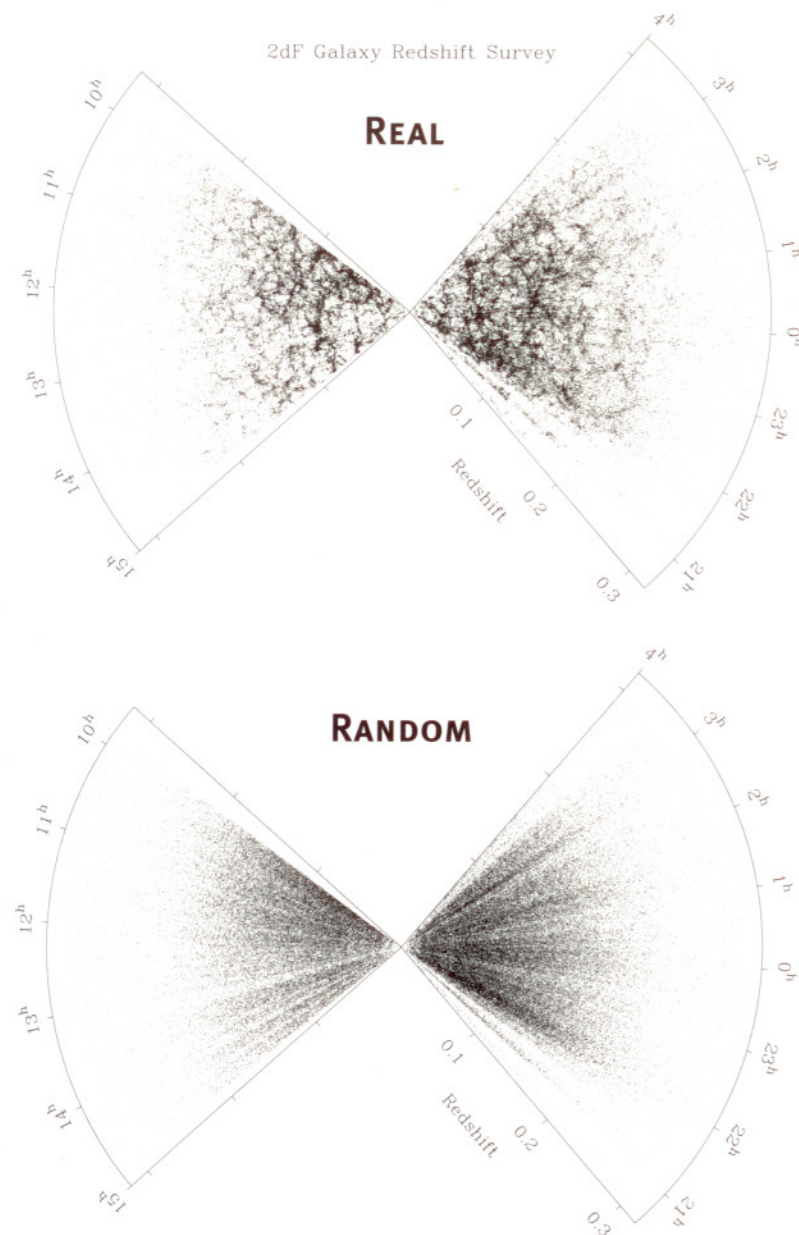 2dF Galaxy Redshift Survey
REAL
10ʰ
11ʰ
12ʰ
13ʰ
14ʰ
15ʰ
4ʰ
3ʰ
2ʰ
1ʰ
0ʰ
23ʰ
22ʰ
21ʰ
0.1
0.2
0.3
Redshift
RANDOM
10ʰ
11ʰ
12ʰ
13ʰ
14ʰ
15ʰ
4ʰ
3ʰ
2ʰ
1ʰ
0ʰ
23ʰ
22ʰ
21ʰ
0.1
0.2
0.3
Redshift